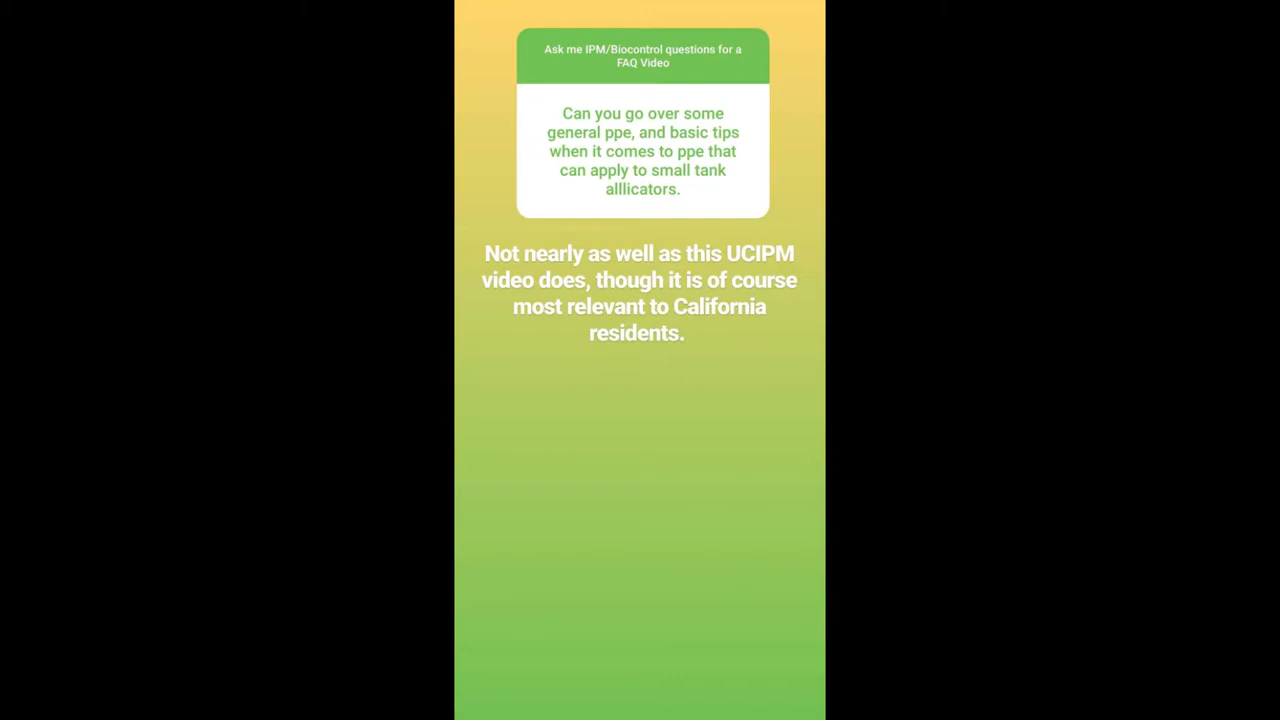 Ask me IPM/Biocontrol questions for a
FAQ Video
Can you go over some
general ppe, and basic tips
when it comes to ppe that
can apply to small tank
alllicators.
Not nearly as well as this UCIPM
video does, though it is of course
most relevant to California
residents.